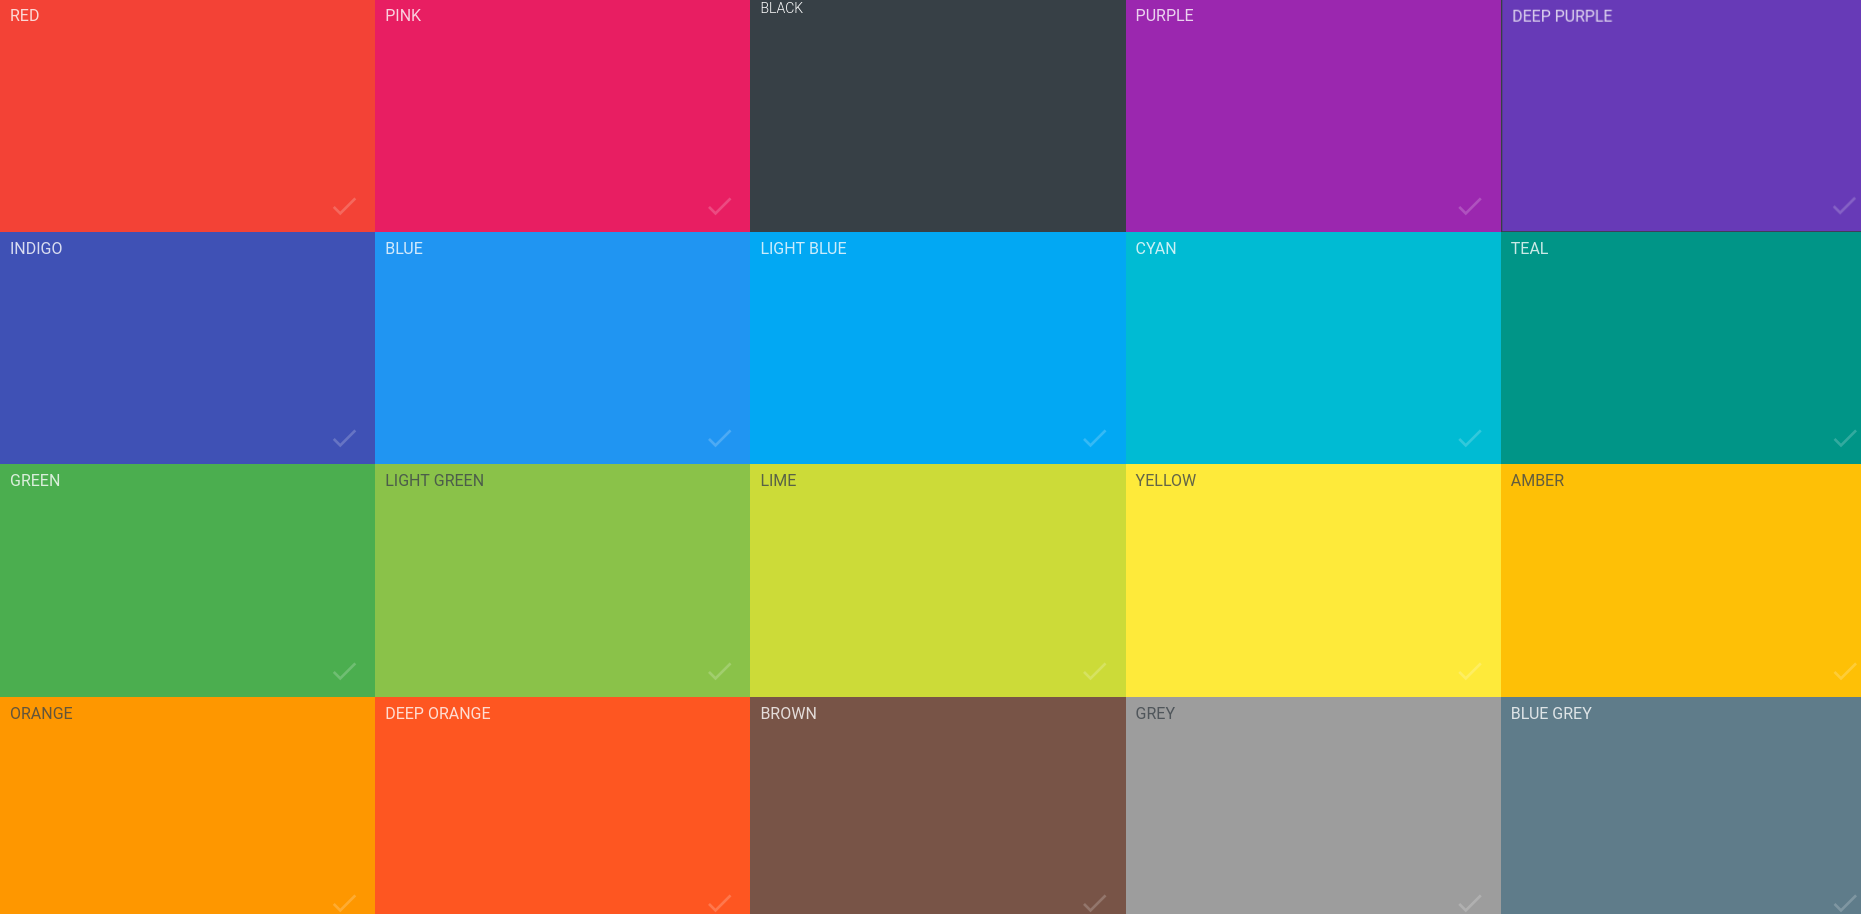 RED
PINK
BLACK
PURPLE
DEEP PURPLE
INDIGO
BLUE
LIGHT BLUE
CYAN
TEAL
GREEN
LIGHT GREEN
LIME
YELLOW
AMBER
ORANGE
DEEP ORANGE
BROWN
GREY
BLUE GREY